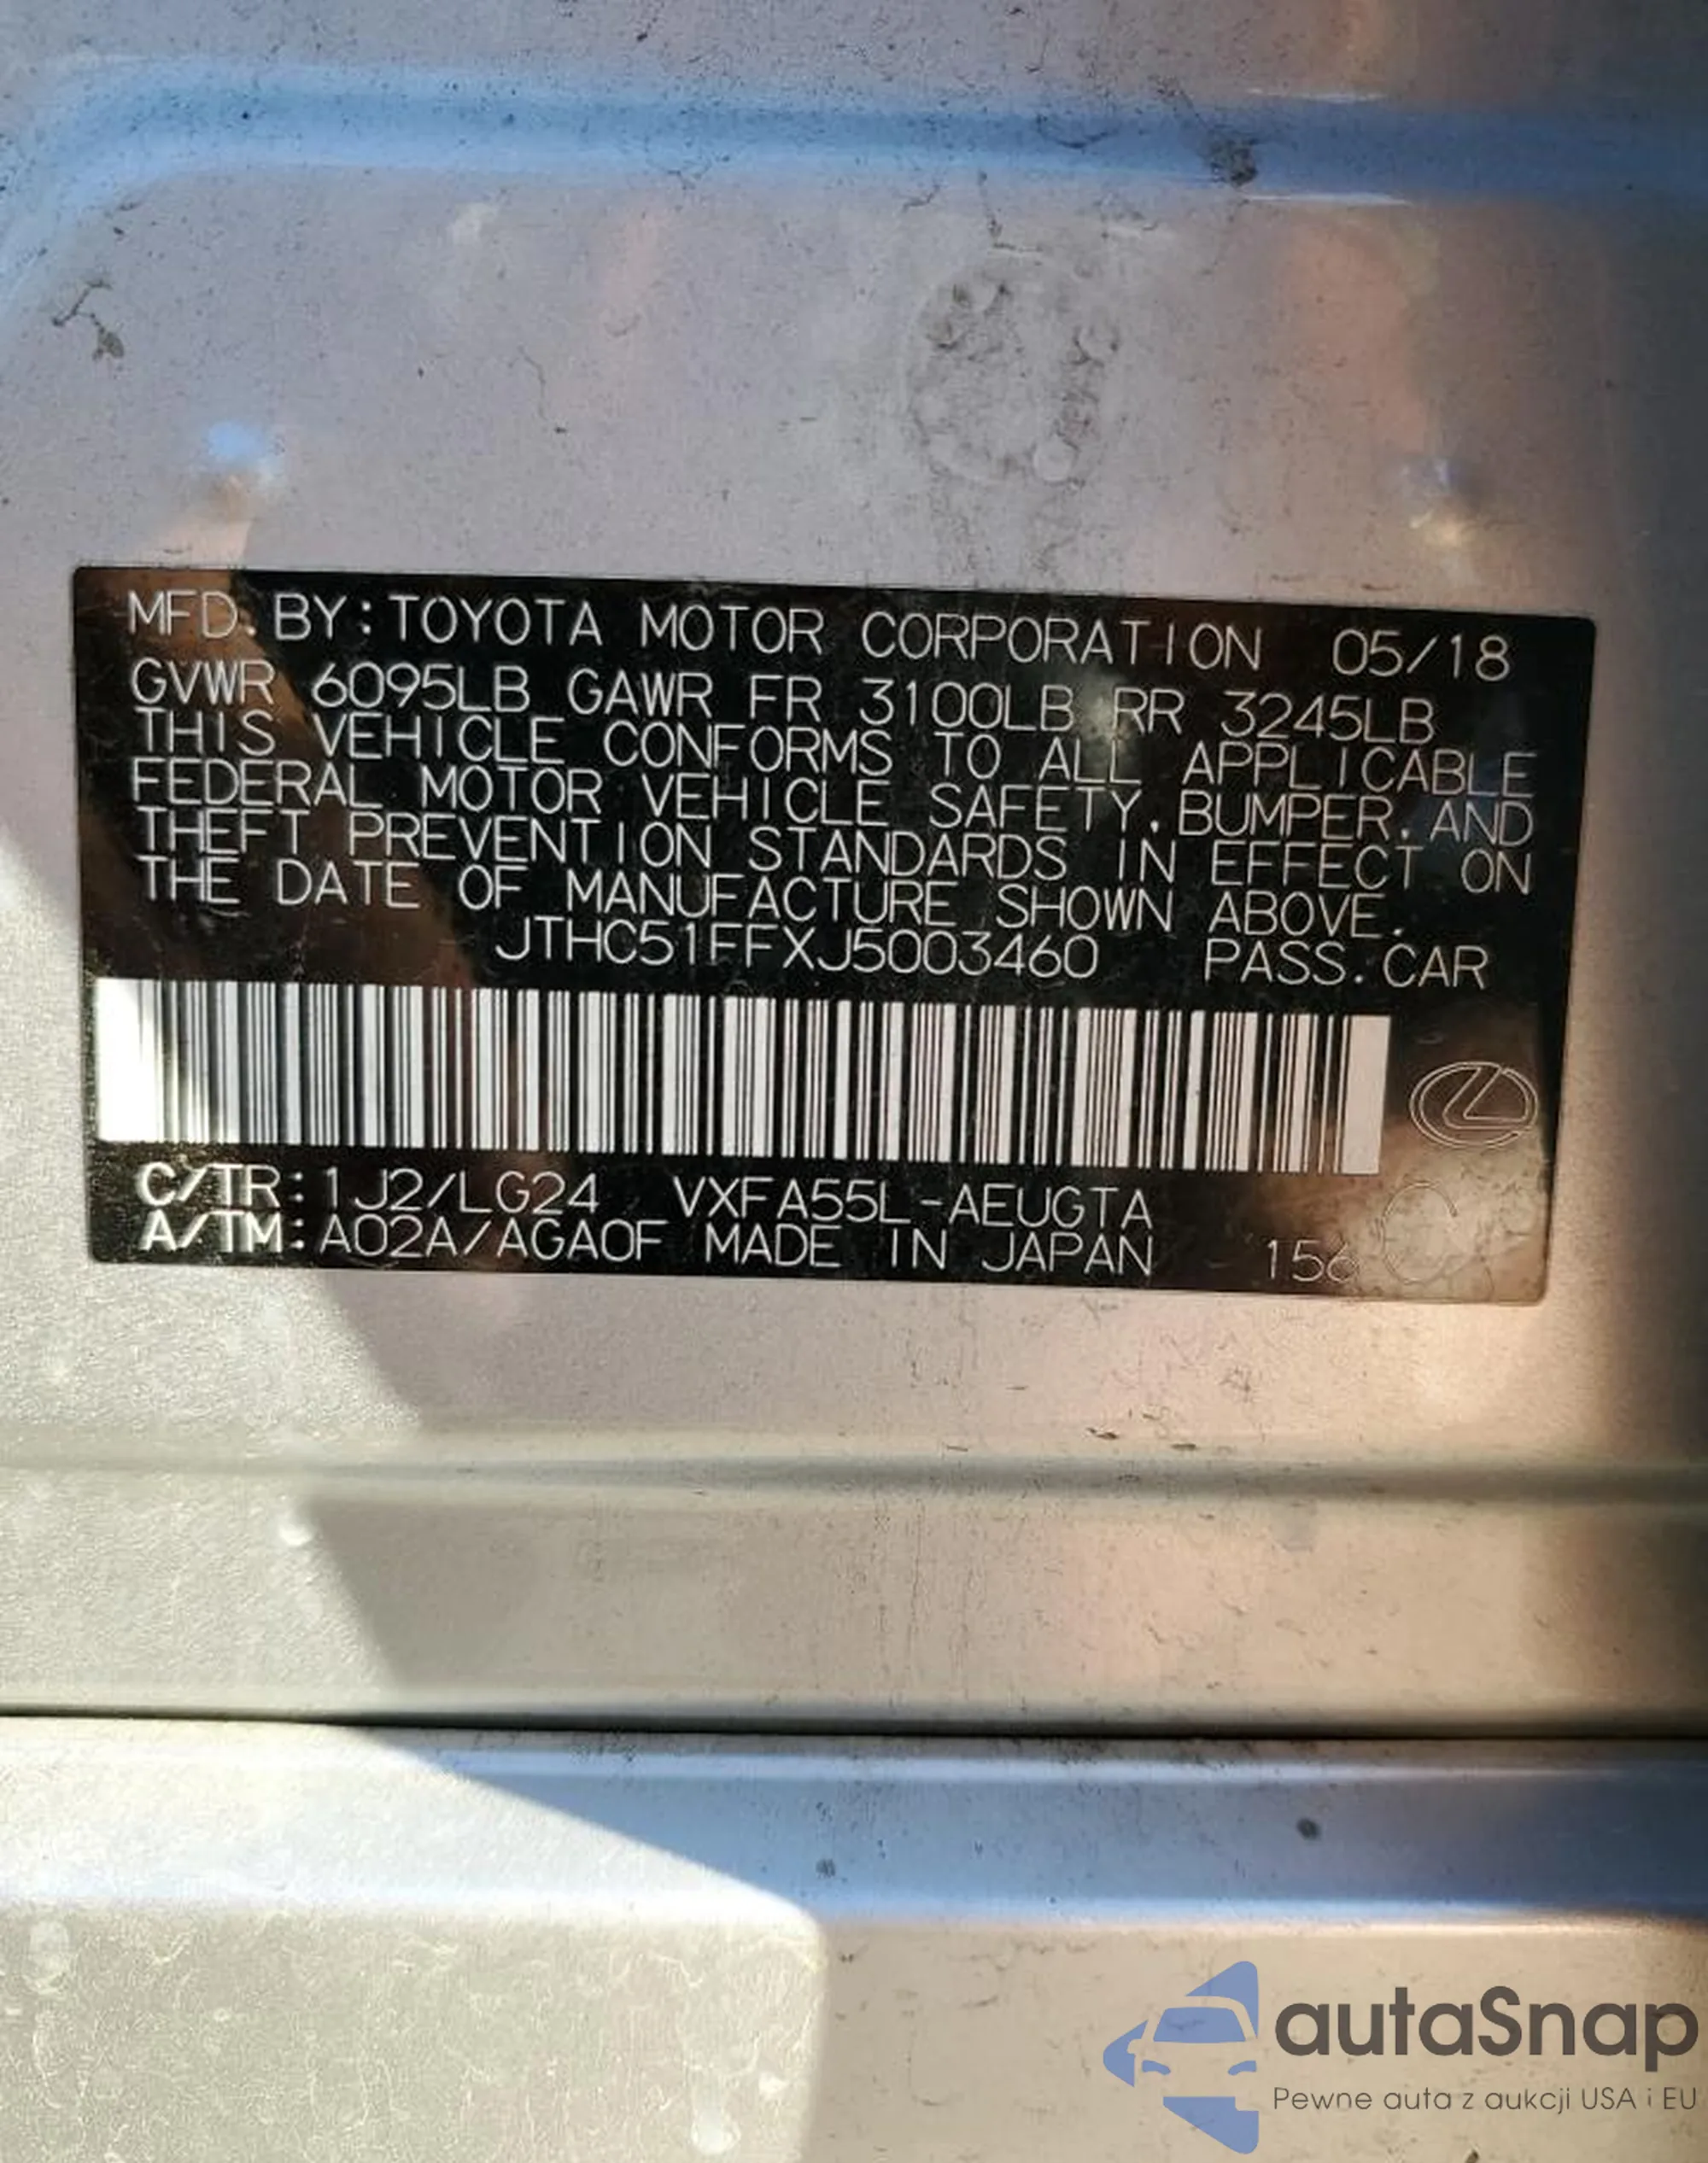 MFD. BY: TOYOTA MOTOR CORPORATION 05/18
GVWR 6095LB GAWR FR 3100LB RR 3245LB
THIS VEHICLE CONFORMS TO ALL APPLICABLE
FEDERAL MOTOR VEHICLE SAFETY, BUMPER, AND
THEFT PREVENTION STANDARDS IN EFFECT ON
THE DATE OF MANUFACTURE SHOWN ABOVE.
JTHC51FFXJ5003460 PASS. CAR
C/TR: 1J2/LG24 VXFA55L-AEUGTA
A/TM: A02A/AGA0F MADE IN JAPAN 156
autaSnap
Pewne auta z aukcji USA i EU